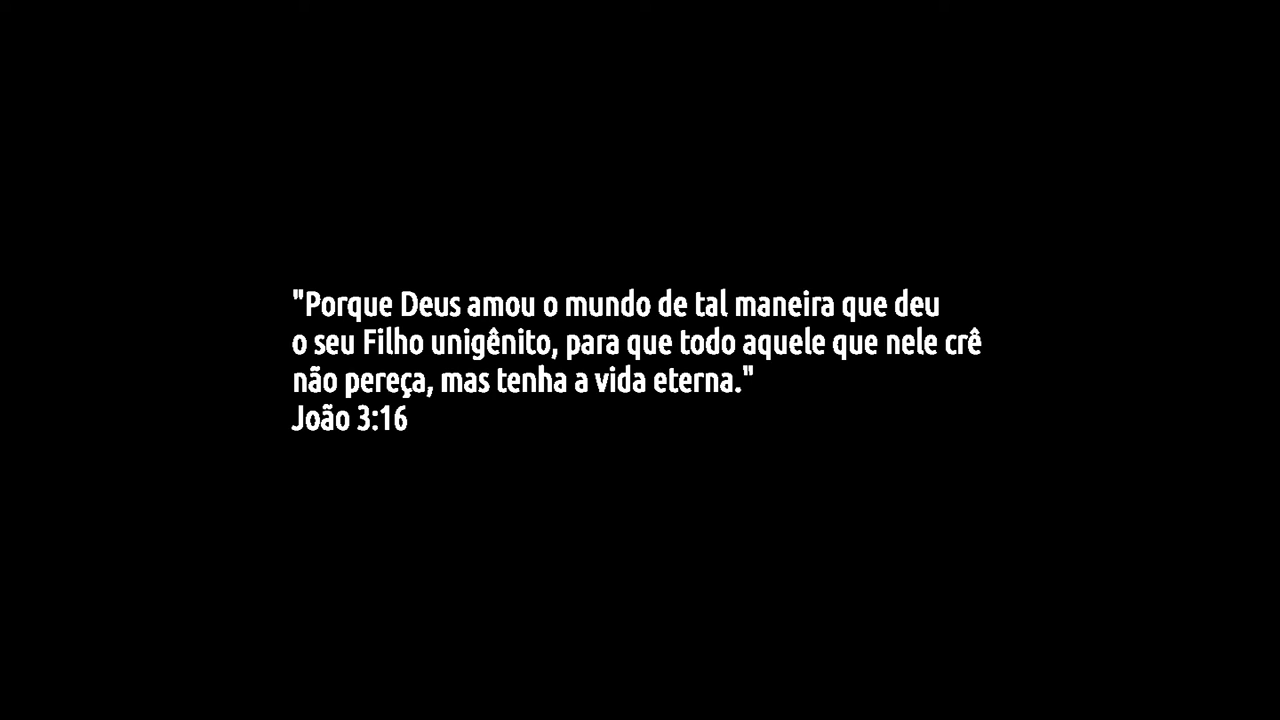 "Porque Deus amou o mundo de tal maneira que deu
o seu Filho unigênito, para que todo aquele que nele crê
não pereça, mas tenha a vida eterna."
João 3:16